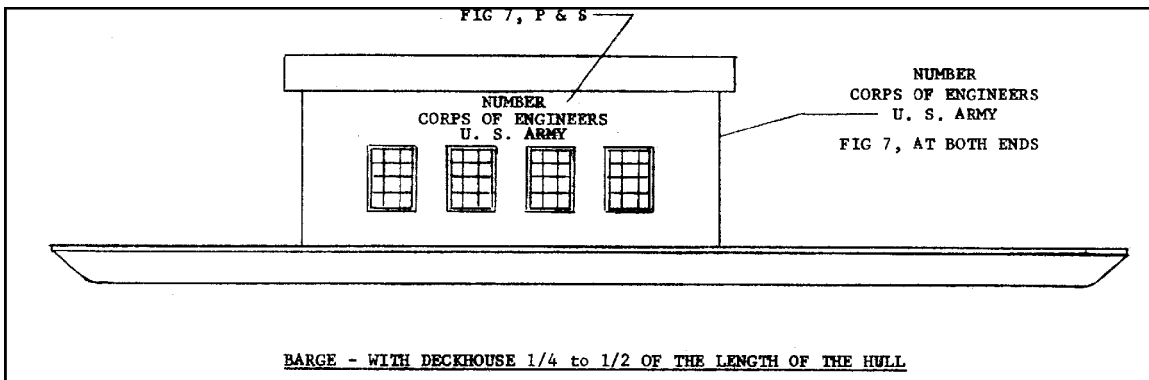 FIG 7, P & S
NUMBER
CORPS OF ENGINEERS
U. S. ARMY
NUMBER
CORPS OF ENGINEERS
U. S. ARMY
FIG 7, AT BOTH ENDS
BARGE - WITH DECKHOUSE 1/4 to 1/2 OF THE LENGTH OF THE HULL